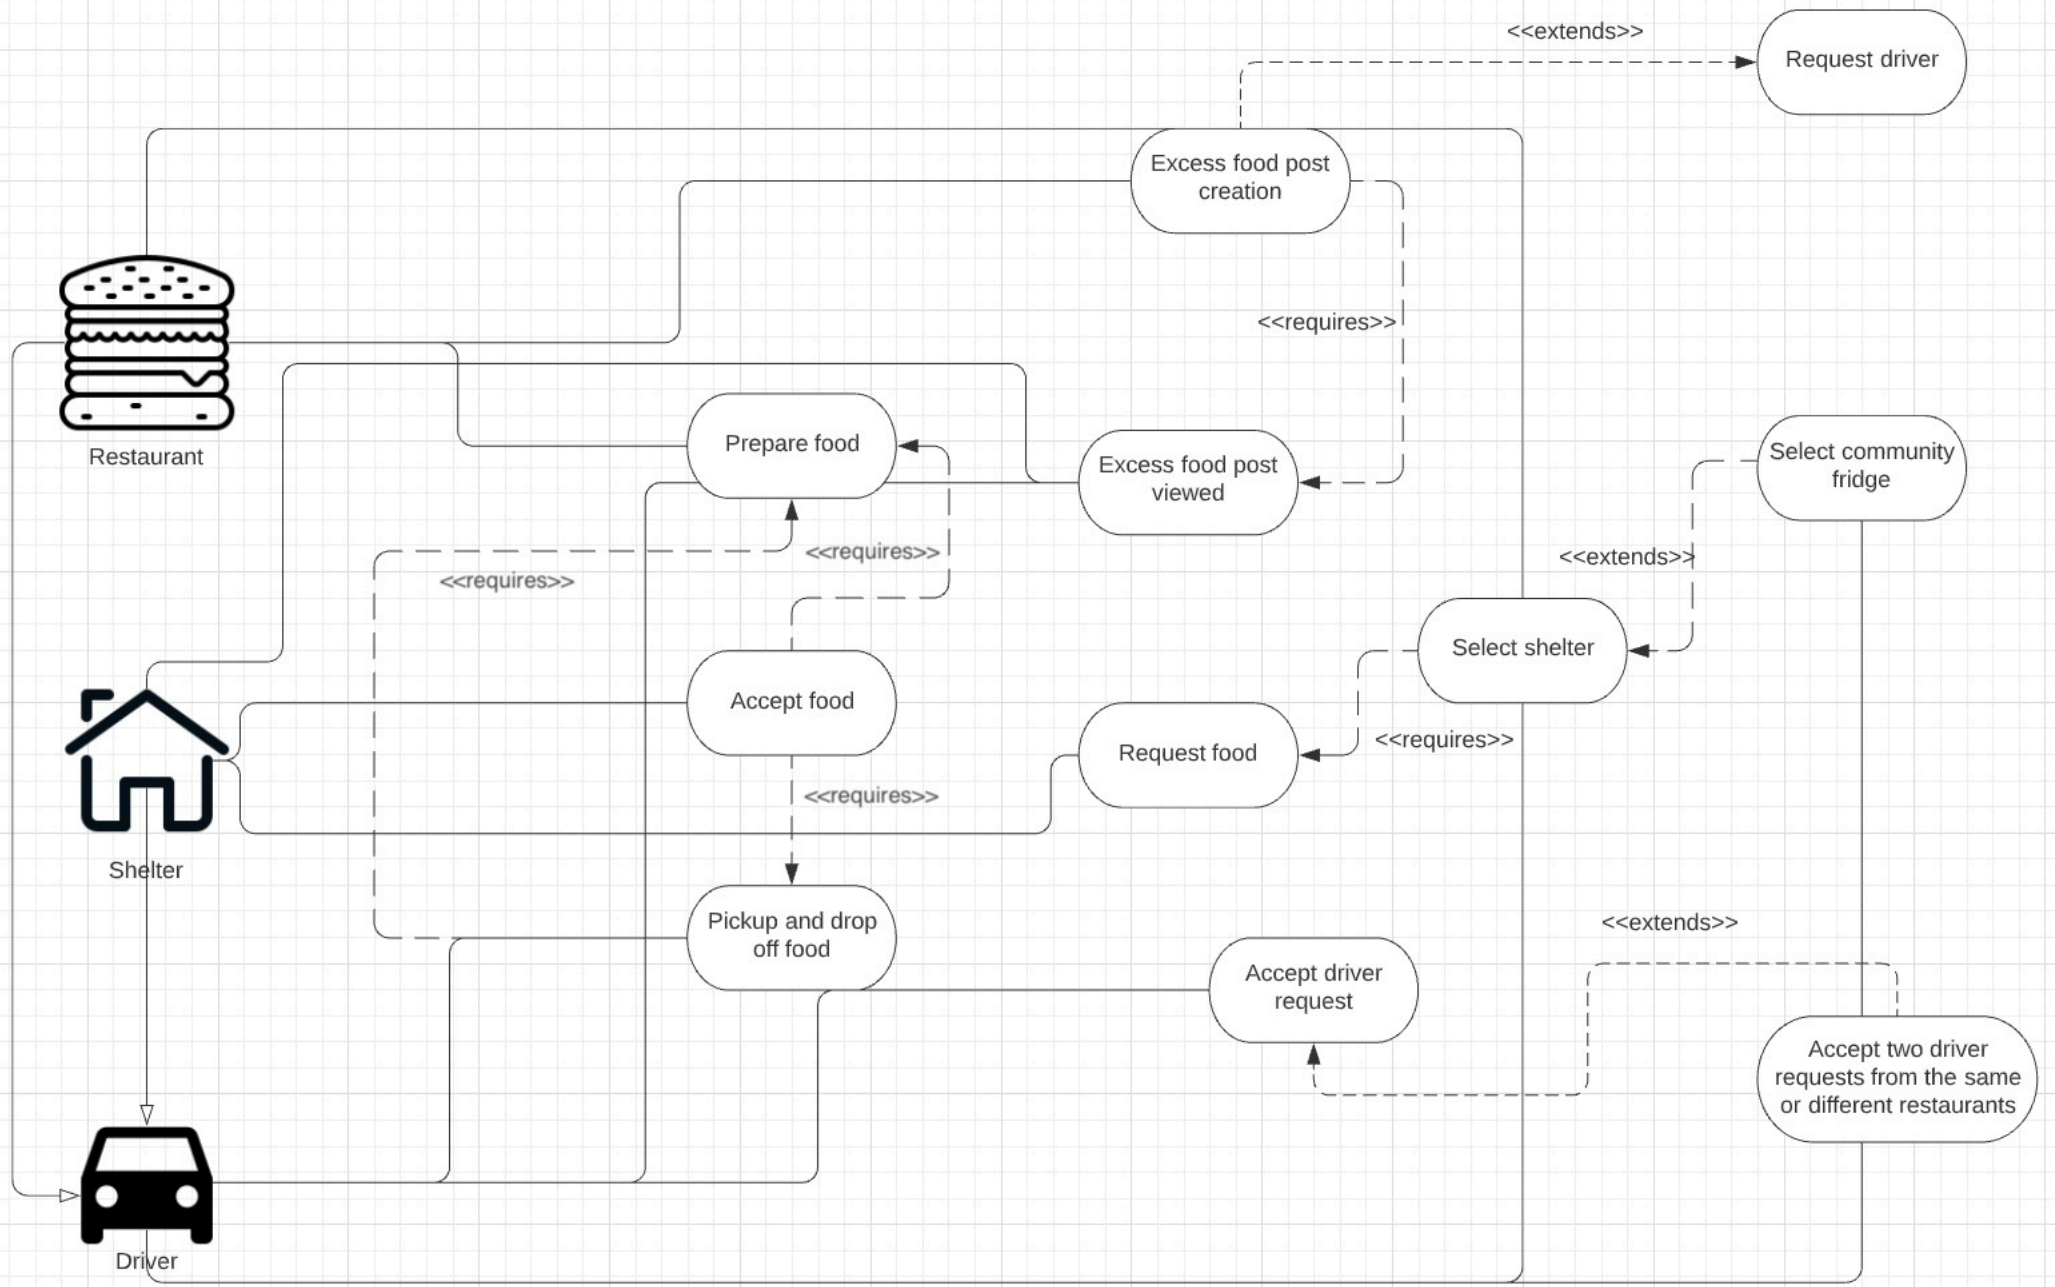 <<extends>>
Request driver
Excess food post
creation
<<requires>>
Restaurant
Prepare food
Excess food post
viewed
Select community
fridge
<<requires>>
<<requires>>
<<extends>>
Select shelter
Accept food
Request food
<<requires>>
<<requires>>
Shelter
Pickup and drop
off food
<<extends>>
Accept driver
request
Accept two driver
requests from the same
or different restaurants
Driver